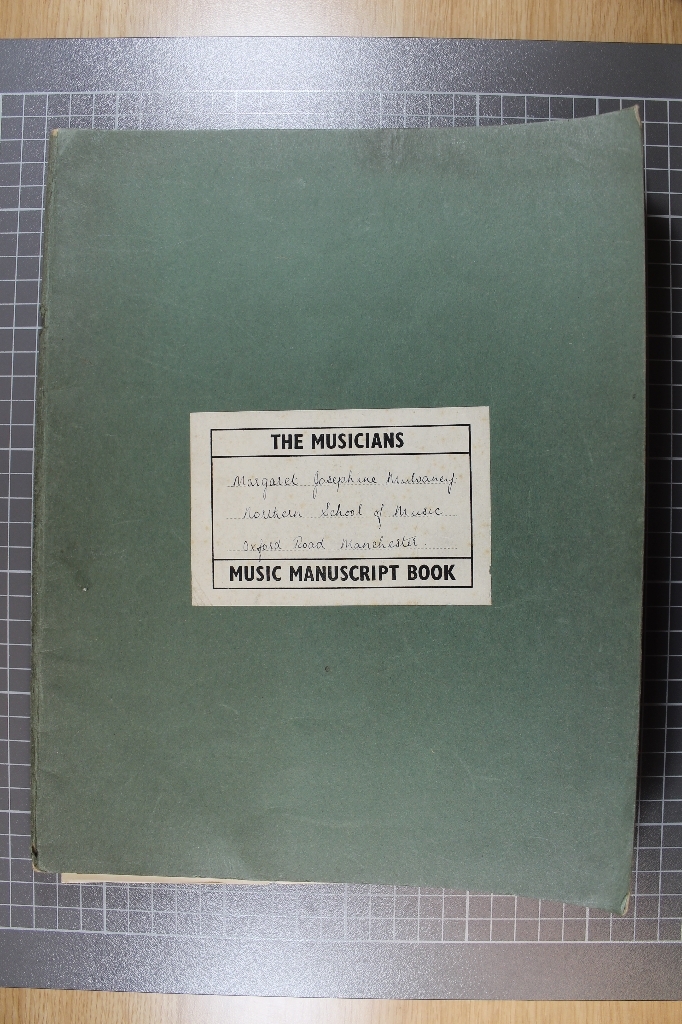 THE MUSICIANS
Margaret Josephine Mulvaney.
Northern School of Music
Oxford Road Manchester.
MUSIC MANUSCRIPT BOOK